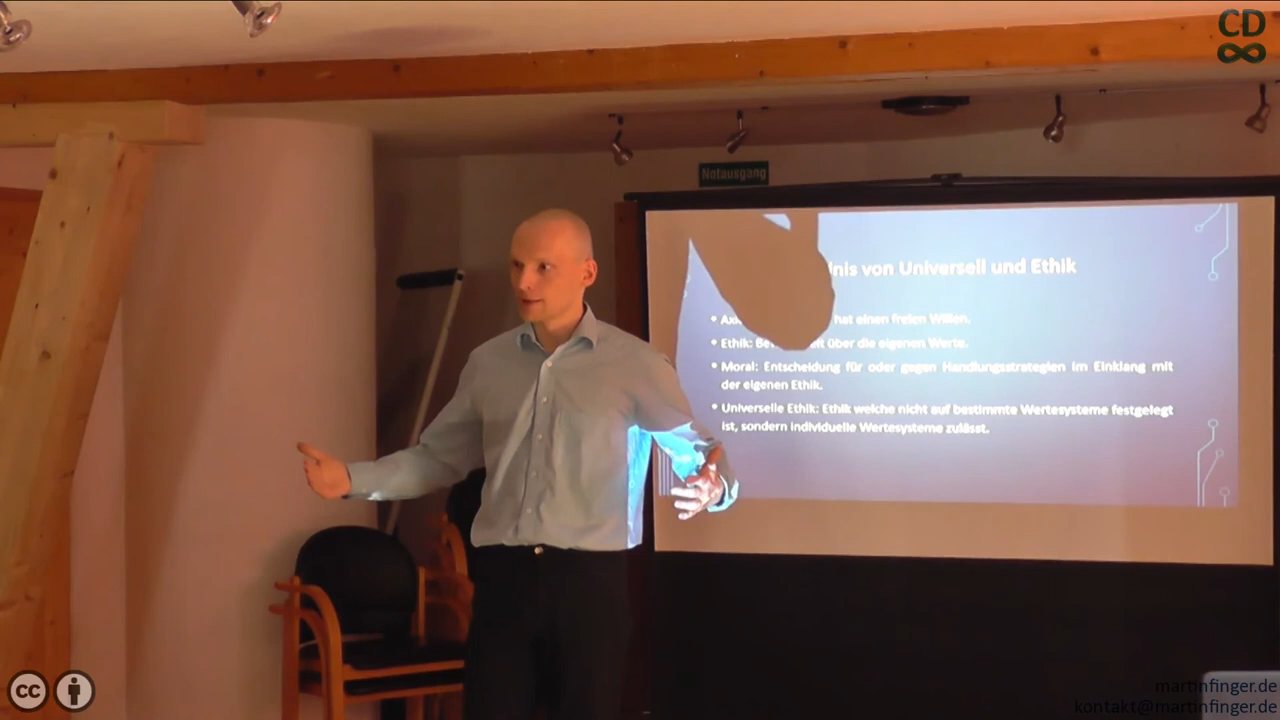 CD
Notausgang
nis von Universell und Ethik
hat einen freien Willen.
• Ethik: über die eigenen Werte.
• Moral: Entscheidung für oder gegen Handlungsstrategien im Einklang mit
der eigenen Ethik.
• Universelle Ethik: Ethik welche nicht auf bestimmte Wertesysteme festgelegt
ist, sondern individuelle Wertesysteme zulässt.
cc
martinfinger.de
kontakt@martinfinger.de